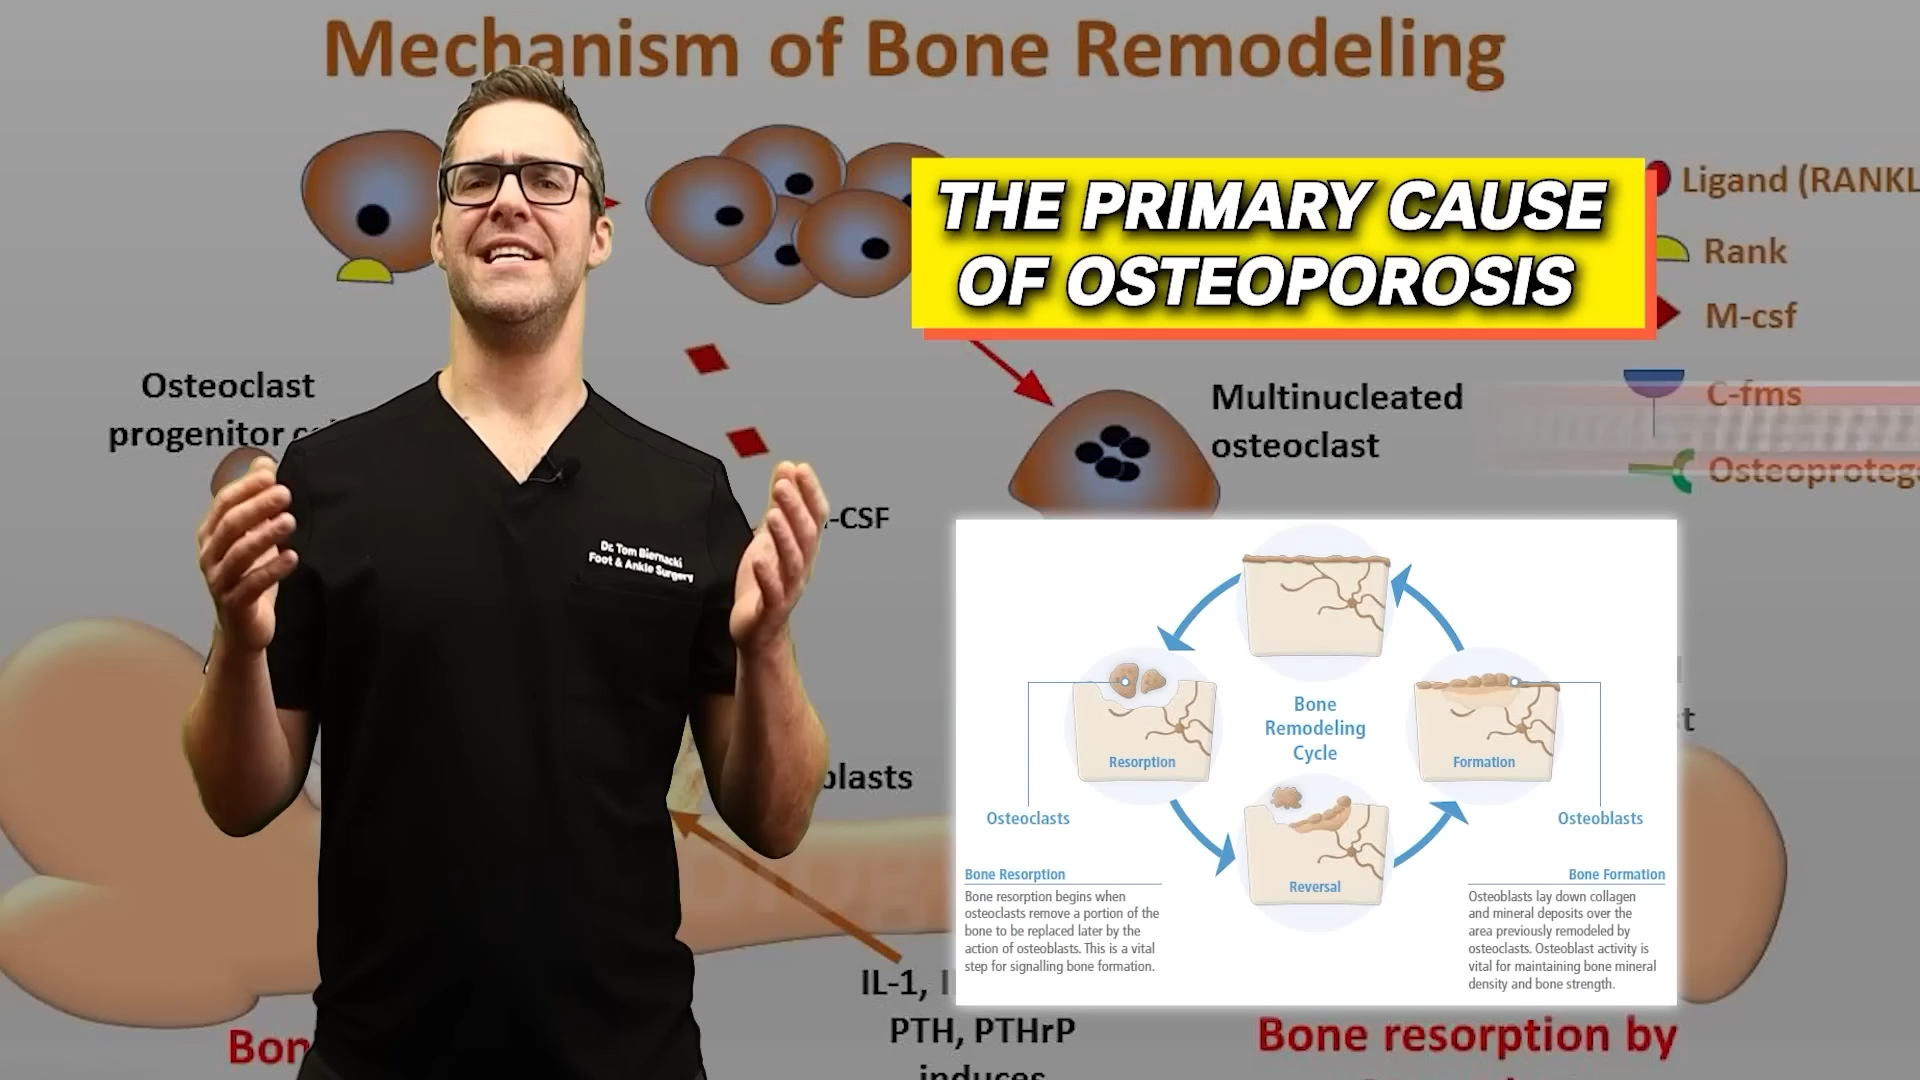 Mechanism of Bone Remodeling
THE PRIMARY CAUSE
OF OSTEOPOROSIS
Ligand (RANKL
Rank
M-csf
C-fms
Osteoproteg
Osteoclast
progenitor
Multinucleated
osteoclast
-CSF
Dr. Tom Biernacki
Foot & Ankle Surgery
blasts
Bone
Remodeling
Cycle
Resorption
Formation
Reversal
Osteoclasts
Osteoblasts
Bone Resorption
Bone resorption begins when
osteoclasts remove a portion of the
bone to be replaced later by the
action of osteoblasts. This is a vital
step for signalling bone formation.
Bone Formation
Osteoblasts lay down collagen
and mineral deposits over the
area previously remodeled by
osteoclasts. Osteoblast activity is
vital for maintaining bone mineral
density and bone strength.
IL-1, I
PTH, PTHrP
induces
Bon
Bone resorption by